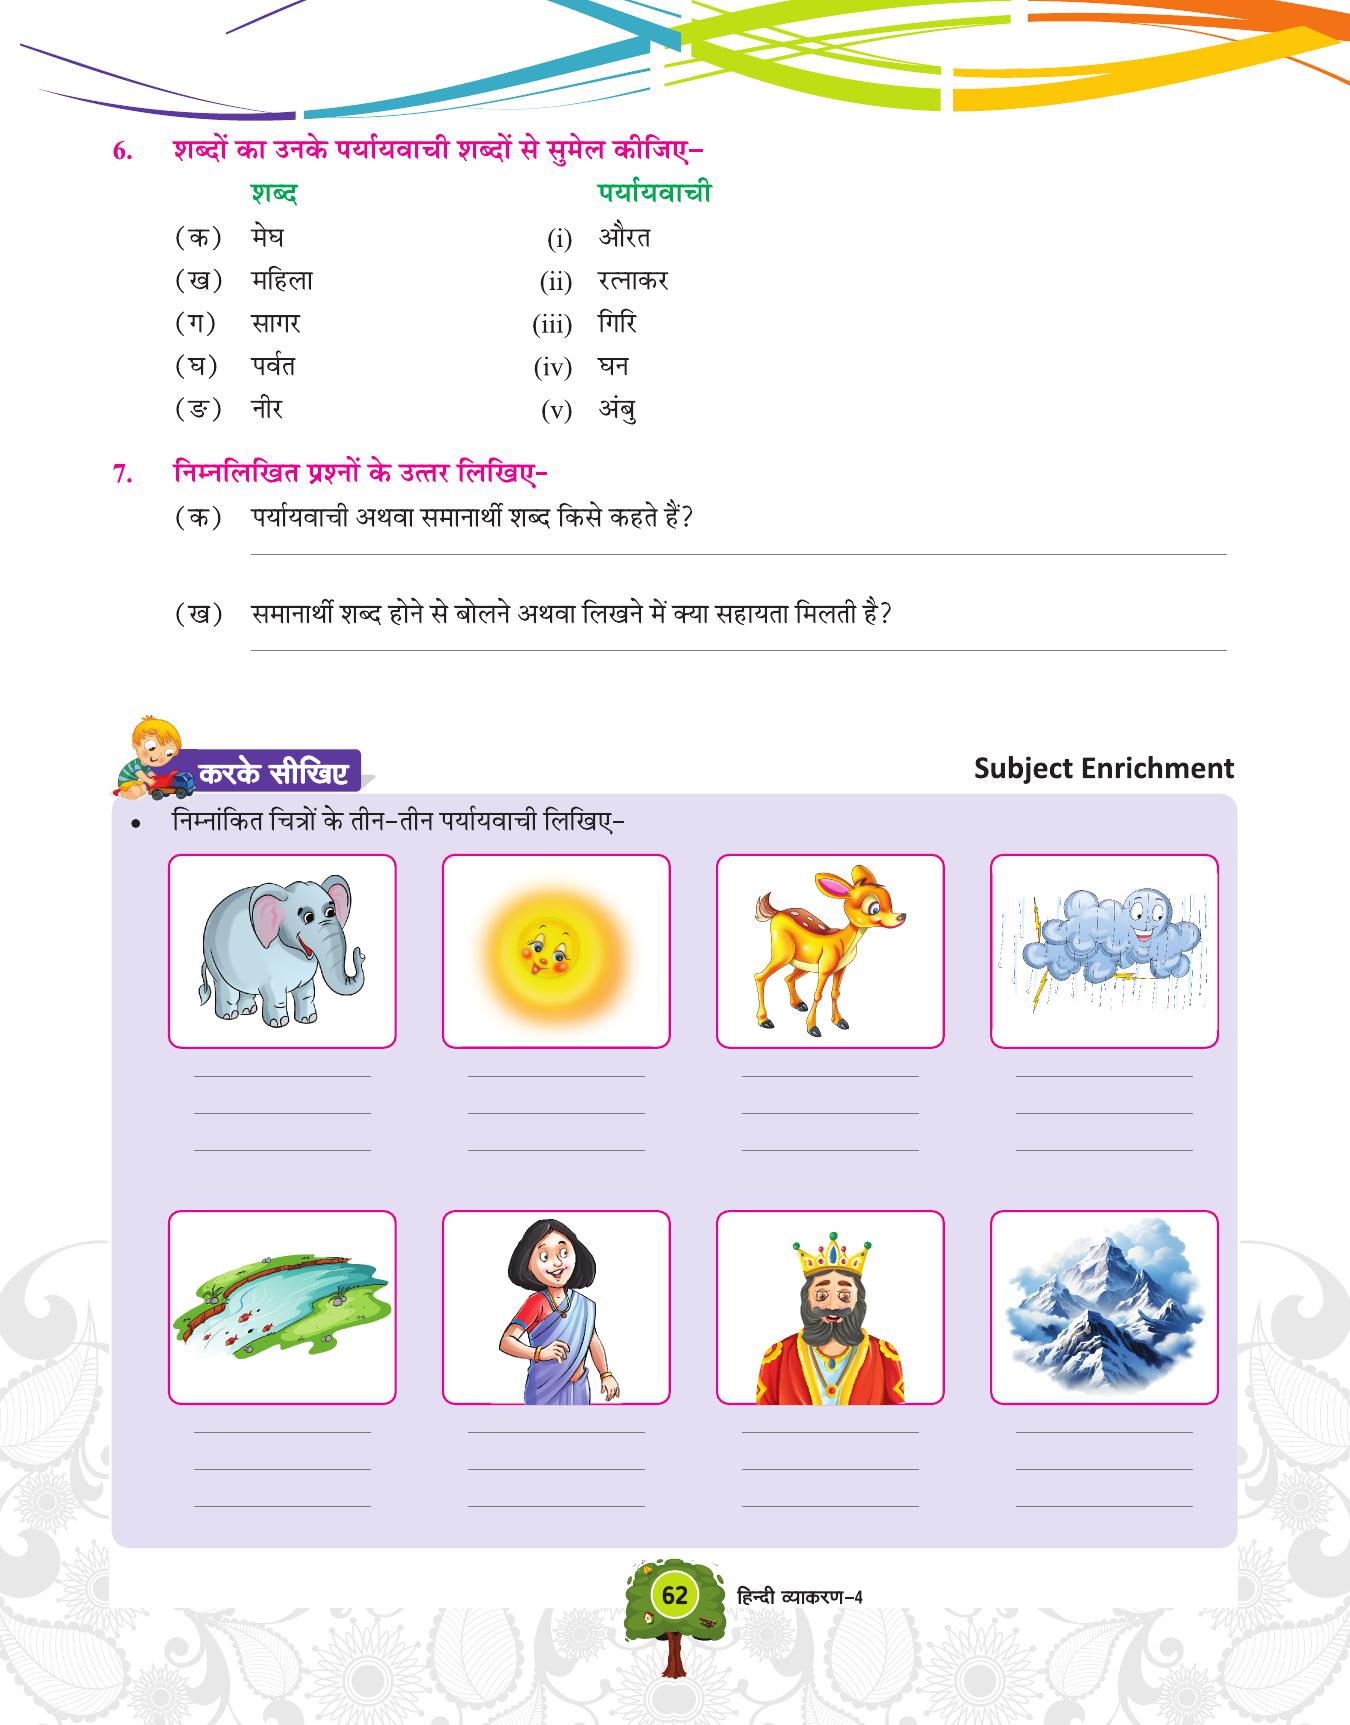 6. शब्दों का उनके पर्यायवाची शब्दों से सुमेल कीजिए–
शब्द पर्यायवाची
(क) मेघ (i) औरत
(ख) महिला (ii) रत्नाकर
(ग) सागर (iii) गिरि
(घ) पर्वत (iv) घन
(ङ) नीर (v) अंबु
7. निम्नलिखित प्रश्नों के उत्तर लिखिए–
(क) पर्यायवाची अथवा समानार्थी शब्द किसे कहते हैं?
(ख) समानार्थी शब्द होने से बोलने अथवा लिखने में क्या सहायता मिलती है?
करके सीखिए Subject Enrichment
• निम्नांकित चित्रों के तीन–तीन पर्यायवाची लिखिए–
62 हिन्दी व्याकरण–4